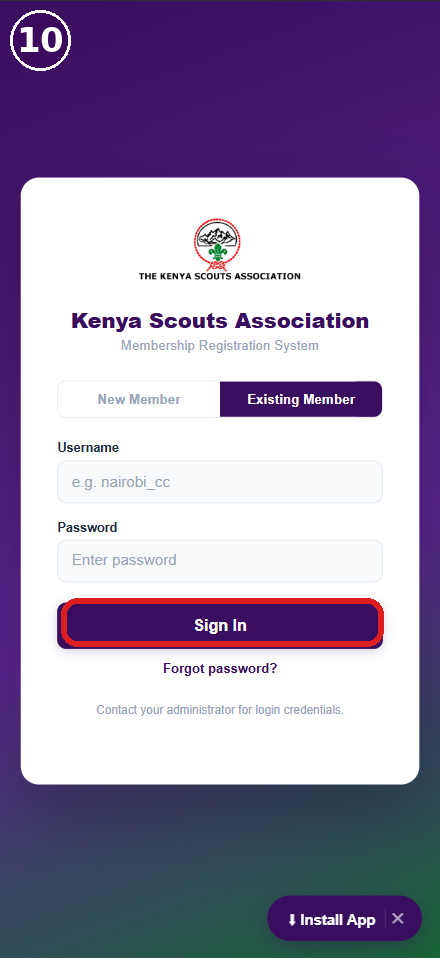 10
THE KENYA SCOUTS ASSOCIATION
Kenya Scouts Association
Membership Registration System
New Member
Existing Member
Username
e.g. nairobi_cc
Password
Enter password
Sign In
Forgot password?
Contact your administrator for login credentials.
⬇ Install App ✕